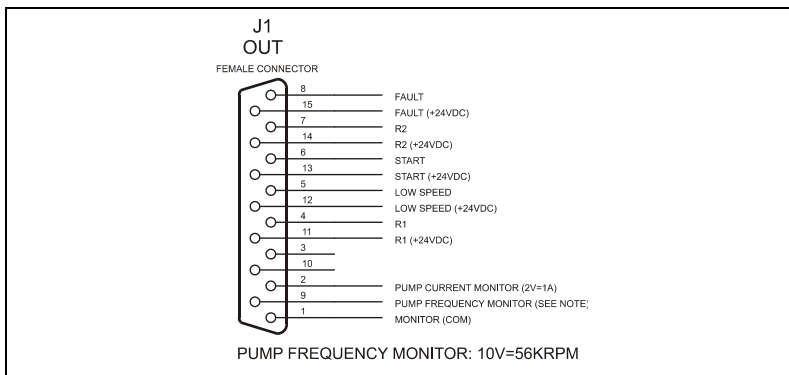 J1
OUT
FEMALE CONNECTOR
8 FAULT
15 FAULT (+24VDC)
7 R2
14 R2 (+24VDC)
6 START
13 START (+24VDC)
5 LOW SPEED
12 LOW SPEED (+24VDC)
4 R1
11 R1 (+24VDC)
3
10
2 PUMP CURRENT MONITOR (2V=1A)
9 PUMP FREQUENCY MONITOR (SEE NOTE)
1 MONITOR (COM)
PUMP FREQUENCY MONITOR: 10V=56KRPM